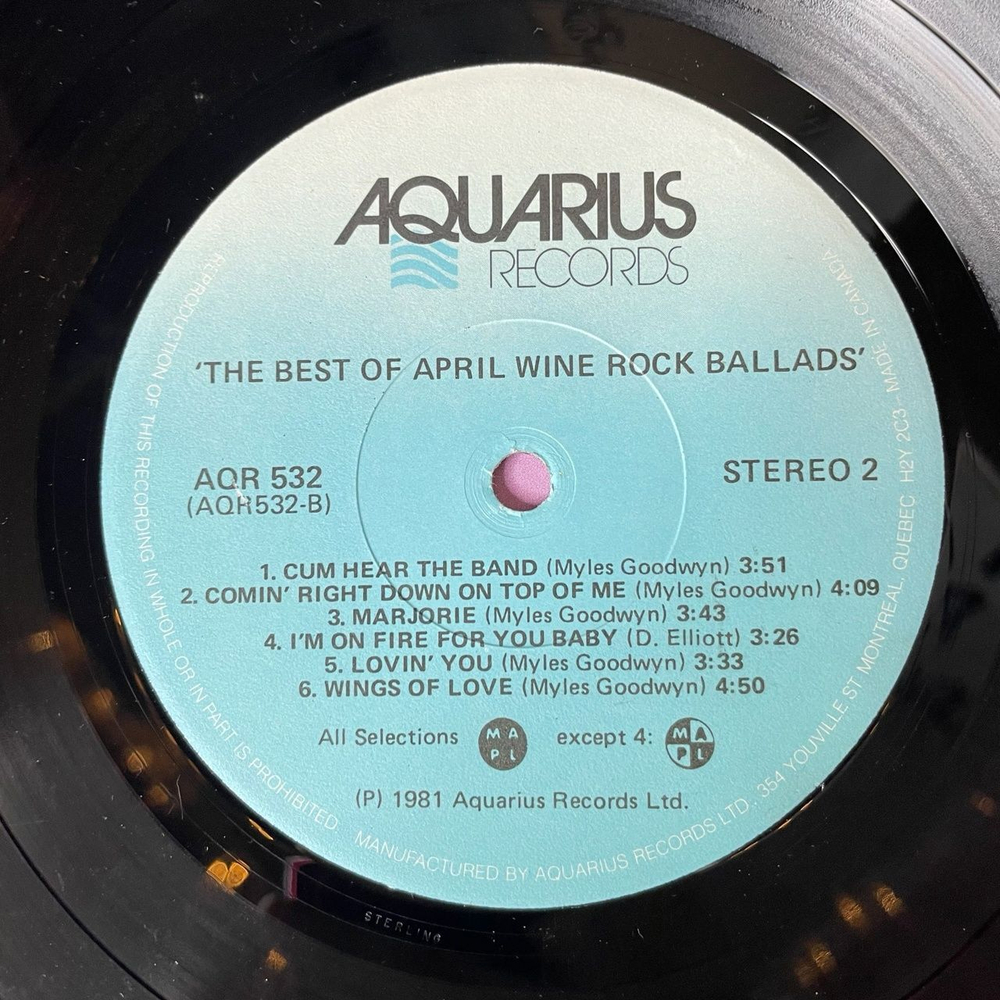 AQUARIUS
RECORDS
'THE BEST OF APRIL WINE ROCK BALLADS'
AQR 532
(AQR532-B)
STEREO 2
1. CUM HEAR THE BAND (Myles Goodwyn) 3:51
2. COMIN' RIGHT DOWN ON TOP OF ME (Myles Goodwyn) 4:09
3. MARJORIE (Myles Goodwyn) 3:43
4. I'M ON FIRE FOR YOU BABY (D. Elliott) 3:26
5. LOVIN' YOU (Myles Goodwyn) 3:33
6. WINGS OF LOVE (Myles Goodwyn) 4:50
All Selections MAPL except 4: MAPL
(P) 1981 Aquarius Records Ltd.
REPRODUCTION OF THIS RECORDING IN WHOLE OR IN PART IS PROHIBITED. MANUFACTURED BY AQUARIUS RECORDS LTD. 354 YOUVILLE ST MONTREAL, QUEBEC H2Y 2C3 - MADE IN CANADA
STERLING